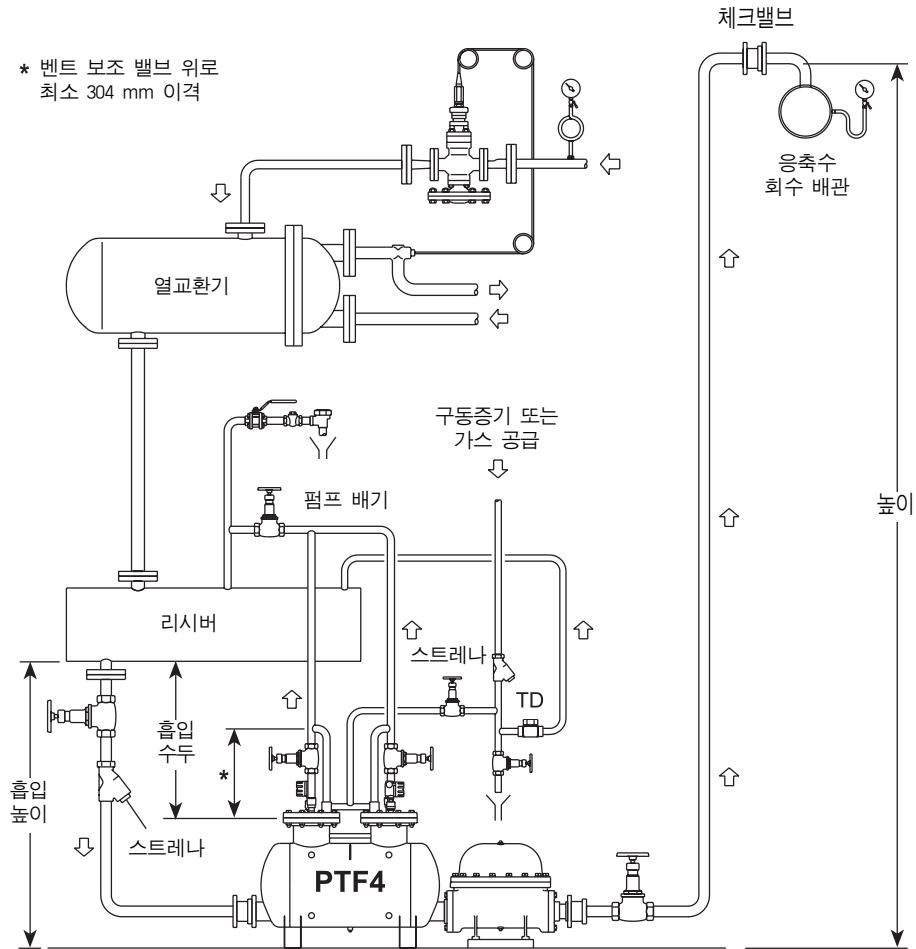 체크밸브
* 벤트 보조 밸브 위로
최소 304 mm 이격
응축수
회수 배관
열교환기
구동증기 또는
가스 공급
펌프 배기
높이
리시버
스트레나
TD
흡입
수두
*
흡입
높이
스트레나
PTF4